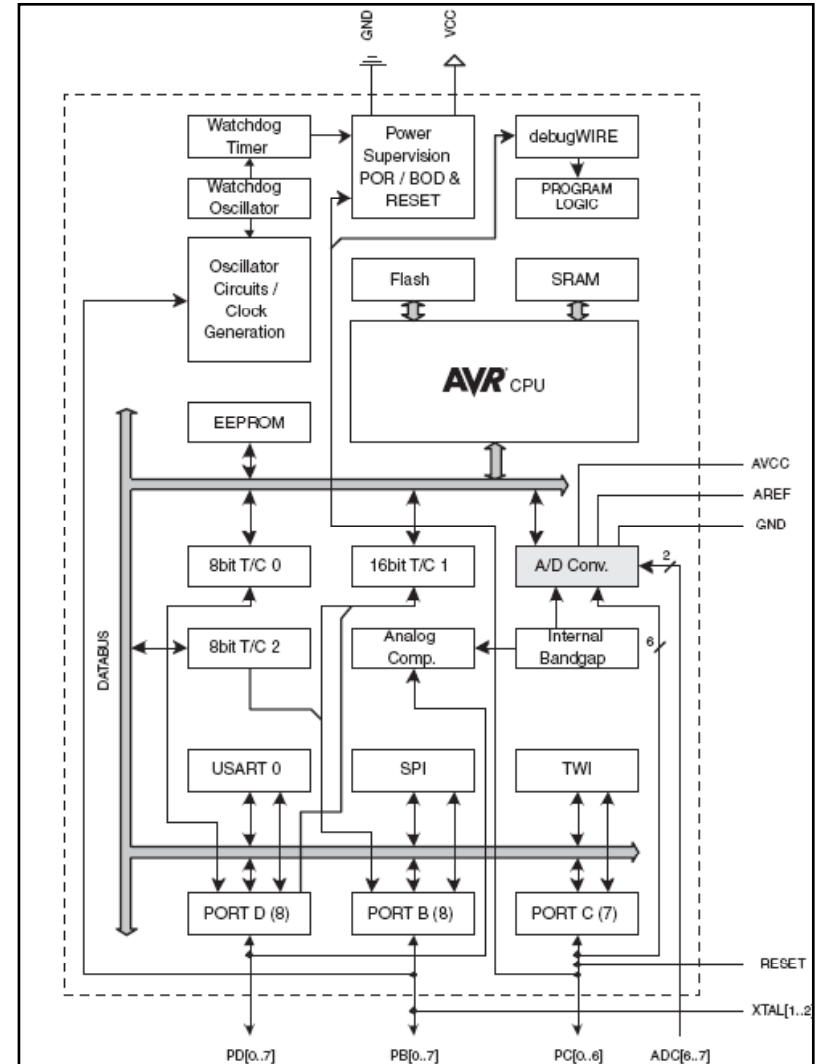 GND
VCC
Watchdog
Timer
Power
Supervision
POR / BOD &
RESET
debugWIRE
Watchdog
Oscillator
PROGRAM
LOGIC
Oscillator
Circuits /
Clock
Generation
Flash
SRAM
AVR CPU
EEPROM
AVCC
AREF
GND
8bit T/C 0
16bit T/C 1
A/D Conv.
2
8bit T/C 2
Analog
Comp.
Internal
Bandgap
6
DATABUS
USART 0
SPI
TWI
PORT D (8)
PORT B (8)
PORT C (7)
RESET
XTAL[1..2]
PD[0..7]
PB[0..7]
PC[0..6]
ADC[6..7]